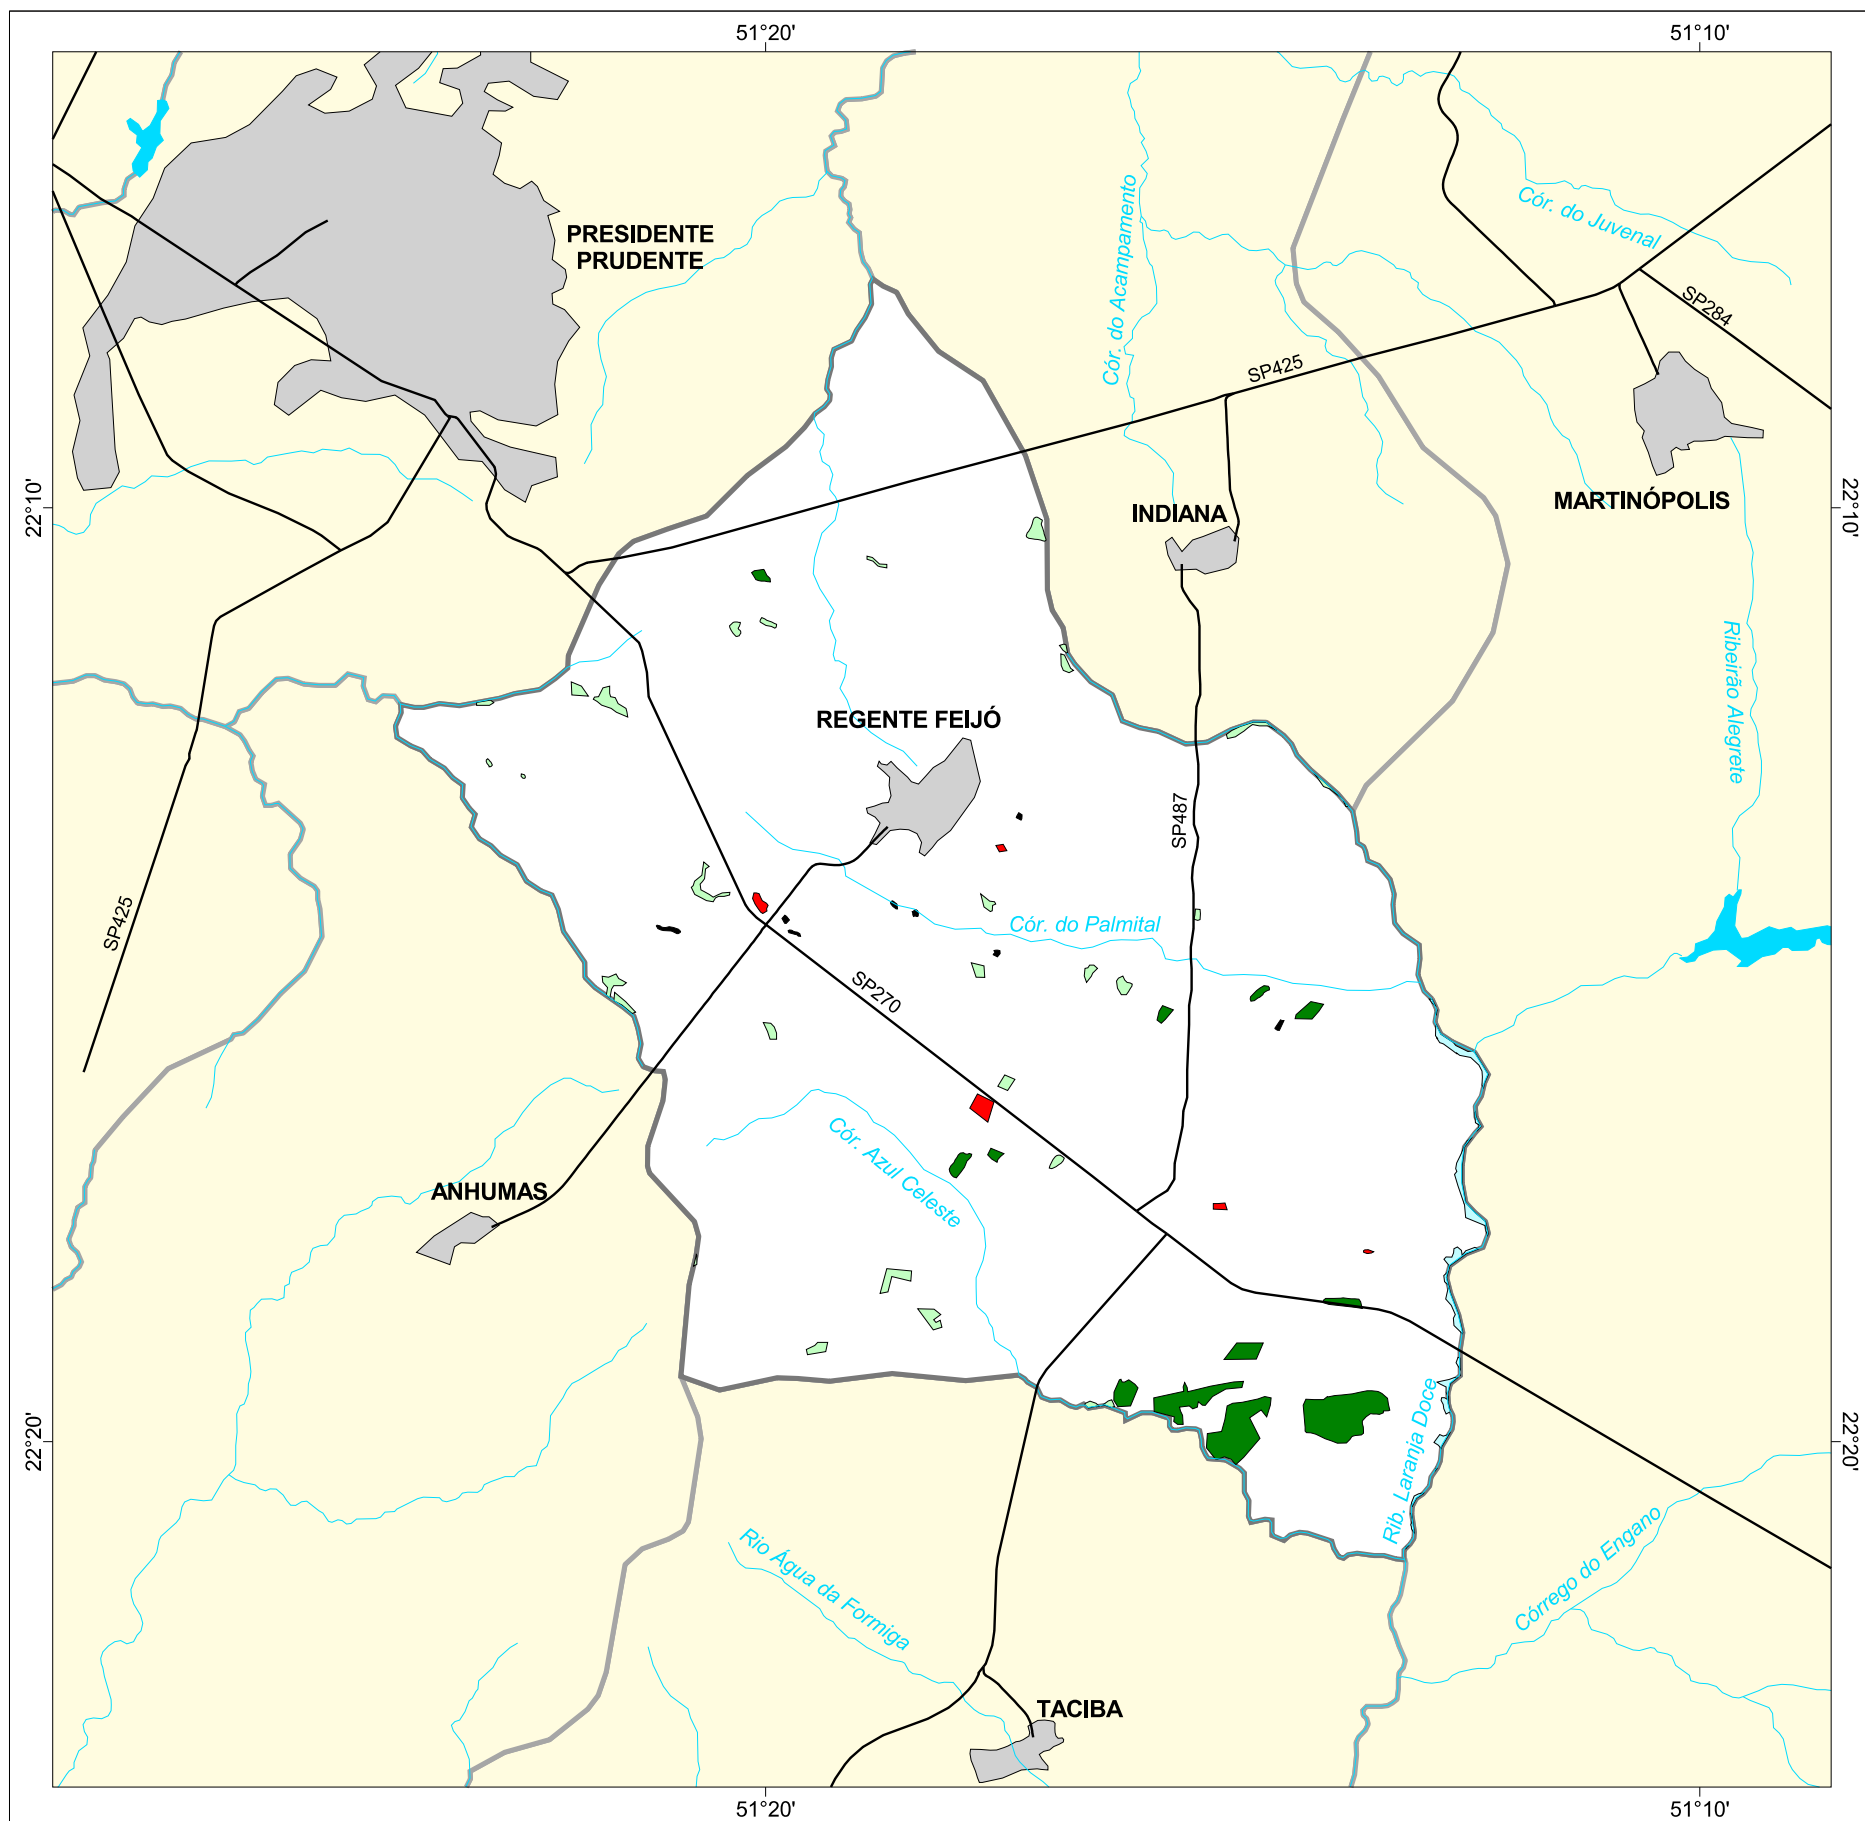 51°20'
51°10'
PRESIDENTE
PRUDENTE
Cór. do Acampamento
Cór. do Juvenal
SP284
SP425
22°10'
22°10'
INDIANA
MARTINÓPOLIS
Ribeirão Alegrete
REGENTE FEIJÓ
SP487
SP425
Cór. do Palmital
SP270
Cór. Azul Celeste
ANHUMAS
Rib. Laranja Doce
22°20'
22°20'
Rio Água da Formiga
Córrego do Engano
TACIBA
51°20'
51°10'